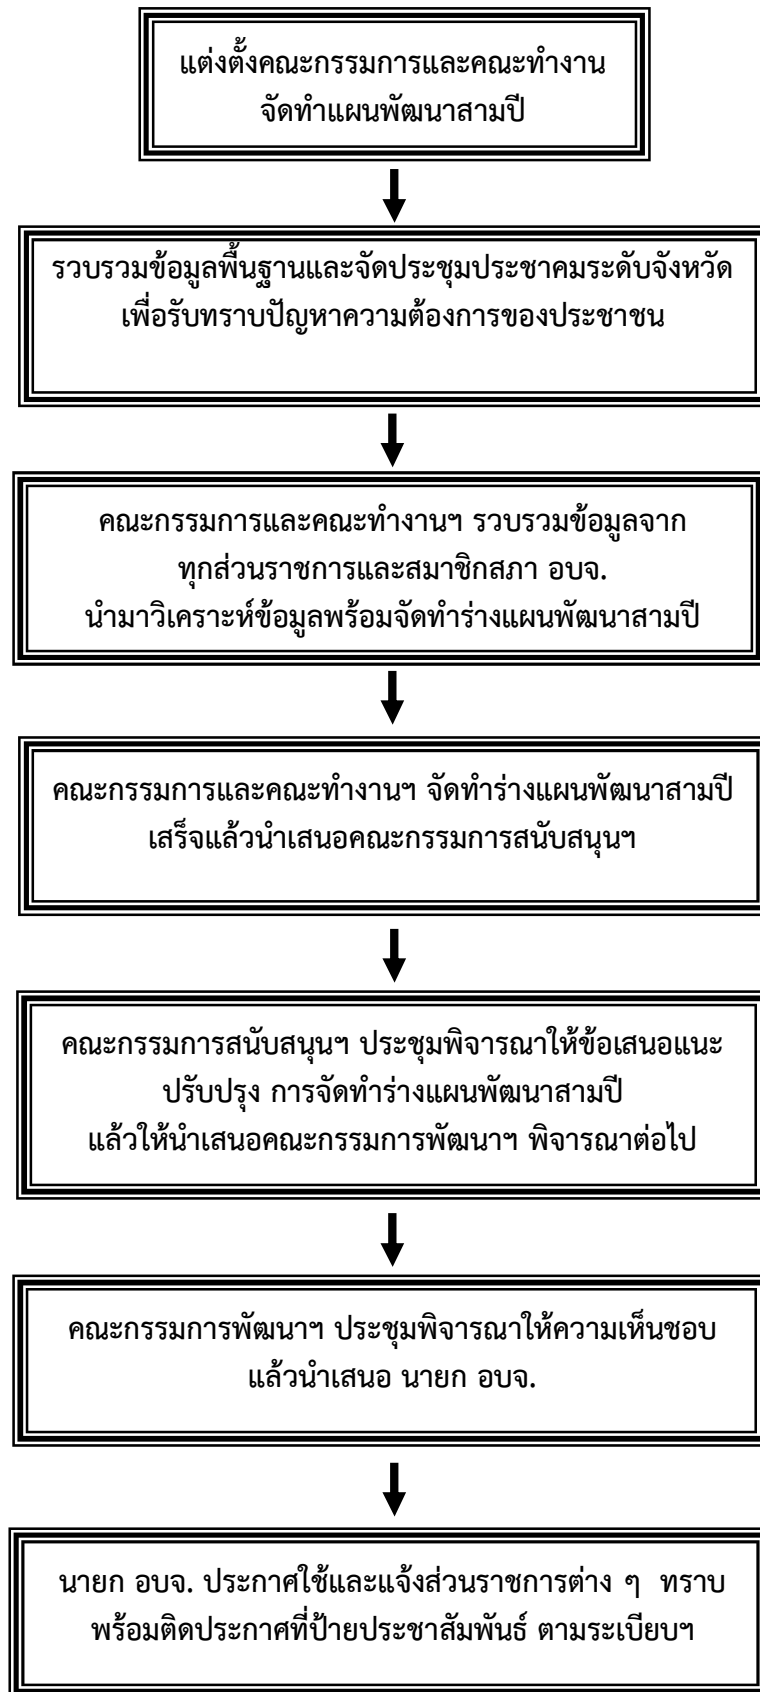 แต่งตั้งคณะกรรมการและคณะทำงาน
จัดทำแผนพัฒนาสามปี
รวบรวมข้อมูลพื้นฐานและจัดประชุมประชาคมระดับจังหวัด
เพื่อรับทราบปัญหาความต้องการของประชาชน
คณะกรรมการและคณะทำงานฯ รวบรวมข้อมูลจาก
ทุกส่วนราชการและสมาชิกสภา อบจ.
นำมาวิเคราะห์ข้อมูลพร้อมจัดทำร่างแผนพัฒนาสามปี
คณะกรรมการและคณะทำงานฯ จัดทำร่างแผนพัฒนาสามปี
เสร็จแล้วนำเสนอคณะกรรมการสนับสนุนฯ
คณะกรรมการสนับสนุนฯ ประชุมพิจารณาให้ข้อเสนอแนะ
ปรับปรุง การจัดทำร่างแผนพัฒนาสามปี
แล้วให้นำเสนอคณะกรรมการพัฒนาฯ พิจารณาต่อไป
คณะกรรมการพัฒนาฯ ประชุมพิจารณาให้ความเห็นชอบ
แล้วนำเสนอ นายก อบจ.
นายก อบจ. ประกาศใช้และแจ้งส่วนราชการต่าง ๆ ทราบ
พร้อมติดประกาศที่ป้ายประชาสัมพันธ์ ตามระเบียบฯ